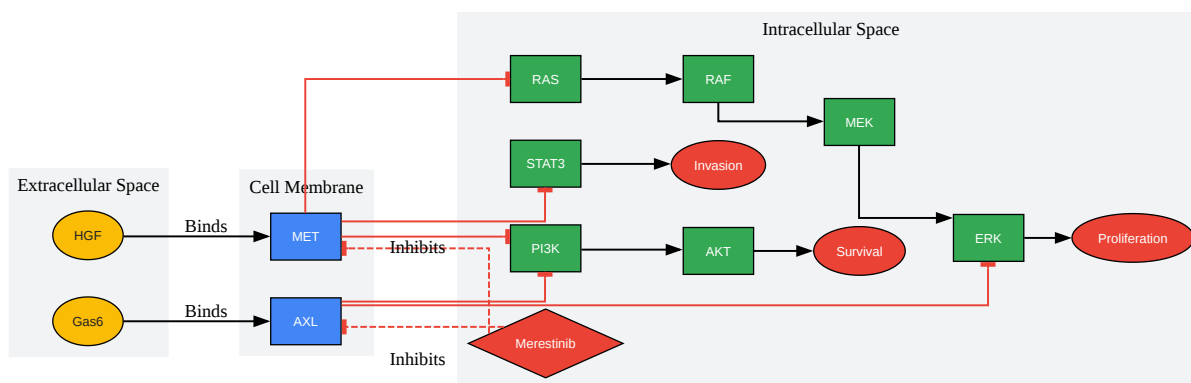 Intracellular Space
RAS
RAF
MEK
STAT3
Invasion
Extracellular Space
Cell Membrane
HGF
Binds
MET
Inhibits
PI3K
AKT
Survival
ERK
Proliferation
Gas6
Binds
AXL
Merestinib
Inhibits